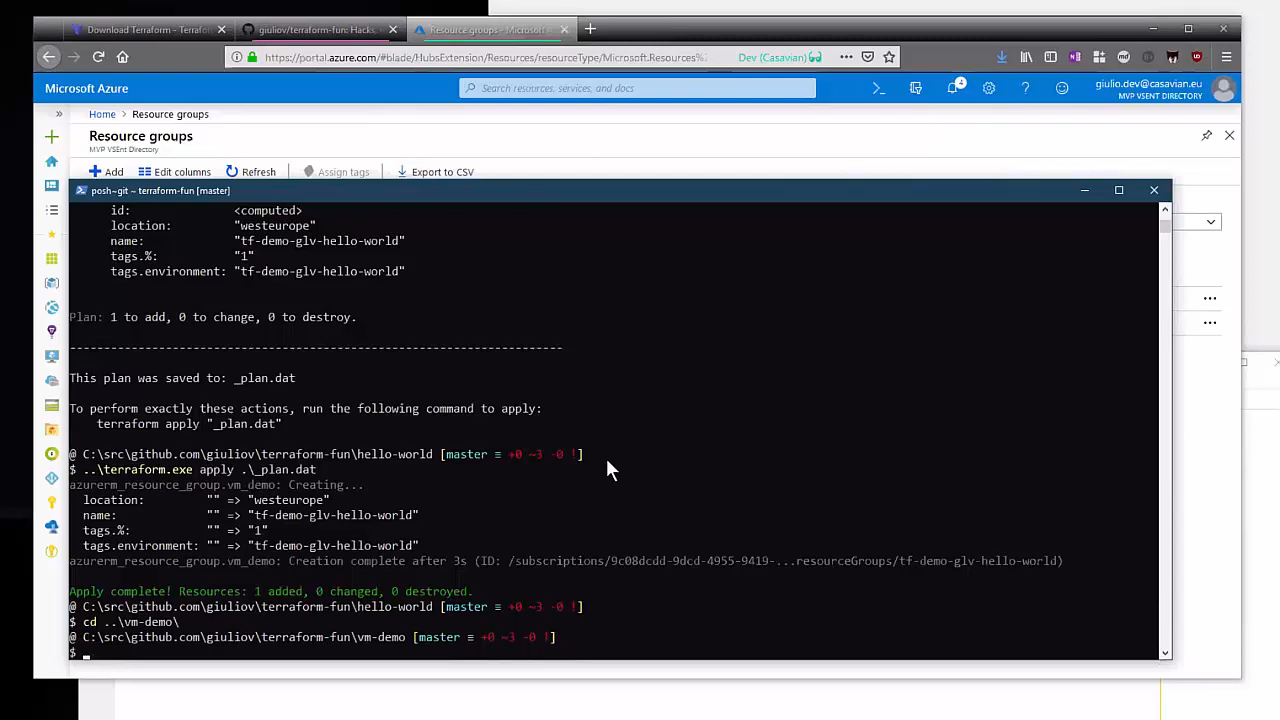 Download Terraform - Terrafo
giuliov/terraform-fun: Hacks,
Resource groups - Microsoft A
https://portal.azure.com/#blade/HubsExtension/Resources/resourceType/Microsoft.Resources%
Dev (Casavian)
Microsoft Azure
Search resources, services, and docs
4
giulio.dev@casavian.eu
MVP VSENT DIRECTORY
Home > Resource groups
Resource groups
MVP VSEnt Directory
Add
Edit columns
Refresh
Assign tags
Export to CSV
posh~git ~ terraform-fun [master]
id: <computed>
location: "westeurope"
name: "tf-demo-glv-hello-world"
tags.%: "1"
tags.environment: "tf-demo-glv-hello-world"
Plan: 1 to add, 0 to change, 0 to destroy.
------------------------------------------------------------------------
This plan was saved to: _plan.dat
To perform exactly these actions, run the following command to apply:
terraform apply "_plan.dat"
@ C:\src\github.com\giuliov\terraform-fun\hello-world [master ≡ +0 ~3 -0 !]
$ ..\terraform.exe apply .\_plan.dat
azurerm_resource_group.vm_demo: Creating...
location: "" => "westeurope"
name: "" => "tf-demo-glv-hello-world"
tags.%: "" => "1"
tags.environment: "" => "tf-demo-glv-hello-world"
azurerm_resource_group.vm_demo: Creation complete after 3s (ID: /subscriptions/9c08dcdd-9dcd-4955-9419-...resourceGroups/tf-demo-glv-hello-world)
Apply complete! Resources: 1 added, 0 changed, 0 destroyed.
@ C:\src\github.com\giuliov\terraform-fun\hello-world [master ≡ +0 ~3 -0 !]
$ cd ..\vm-demo\
@ C:\src\github.com\giuliov\terraform-fun\vm-demo [master ≡ +0 ~3 -0 !]
$